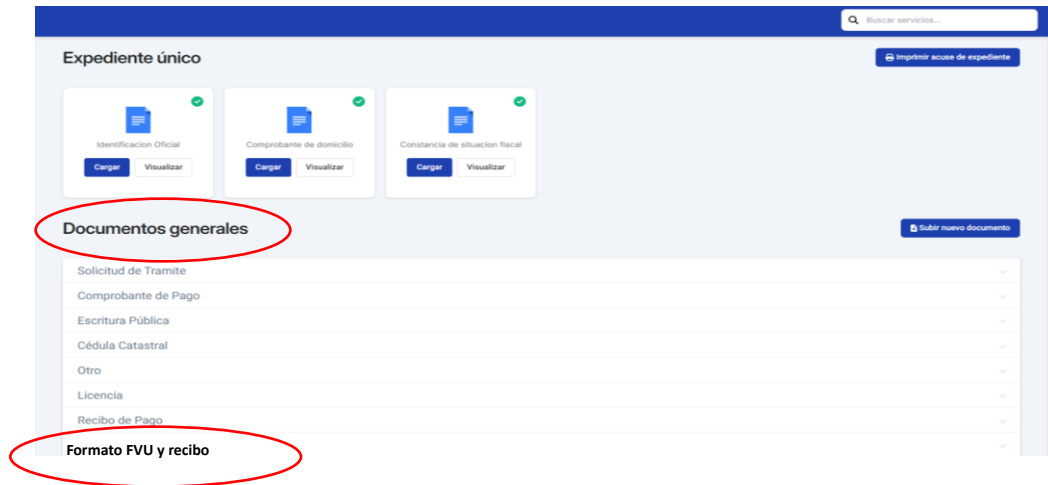 Buscar servicios...
Expediente único
Imprimir acuse de expediente
Identificacion Oficial
Comprobante de domicilio
Constancia de situacion fiscal
Cargar Visualizar
Cargar Visualizar
Cargar Visualizar
Documentos generales
Subir nuevo documento
Solicitud de Tramite
Comprobante de Pago
Escritura Pública
Cédula Catastral
Otro
Licencia
Recibo de Pago
Formato FVU y recibo